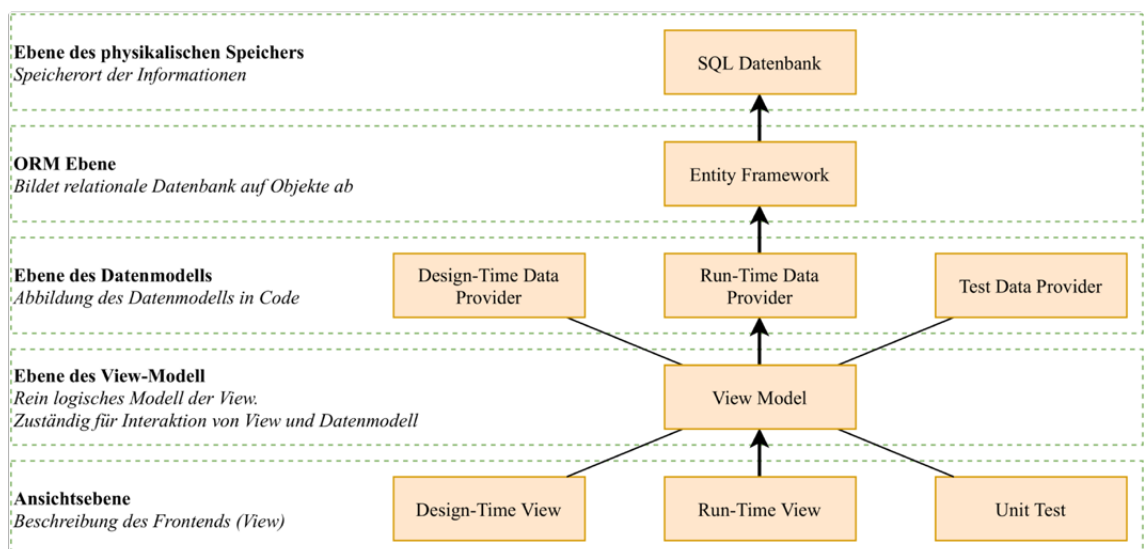 Ebene des physikalischen Speichers
Speicherort der Informationen
SQL Datenbank
ORM Ebene
Bildet relationale Datenbank auf Objekte ab
Entity Framework
Ebene des Datenmodells
Abbildung des Datenmodells in Code
Design-Time Data
Provider
Run-Time Data
Provider
Test Data Provider
Ebene des View-Modell
Rein logisches Modell der View.
Zuständig für Interaktion von View und Datenmodell
View Model
Ansichtsebene
Beschreibung des Frontends (View)
Design-Time View
Run-Time View
Unit Test